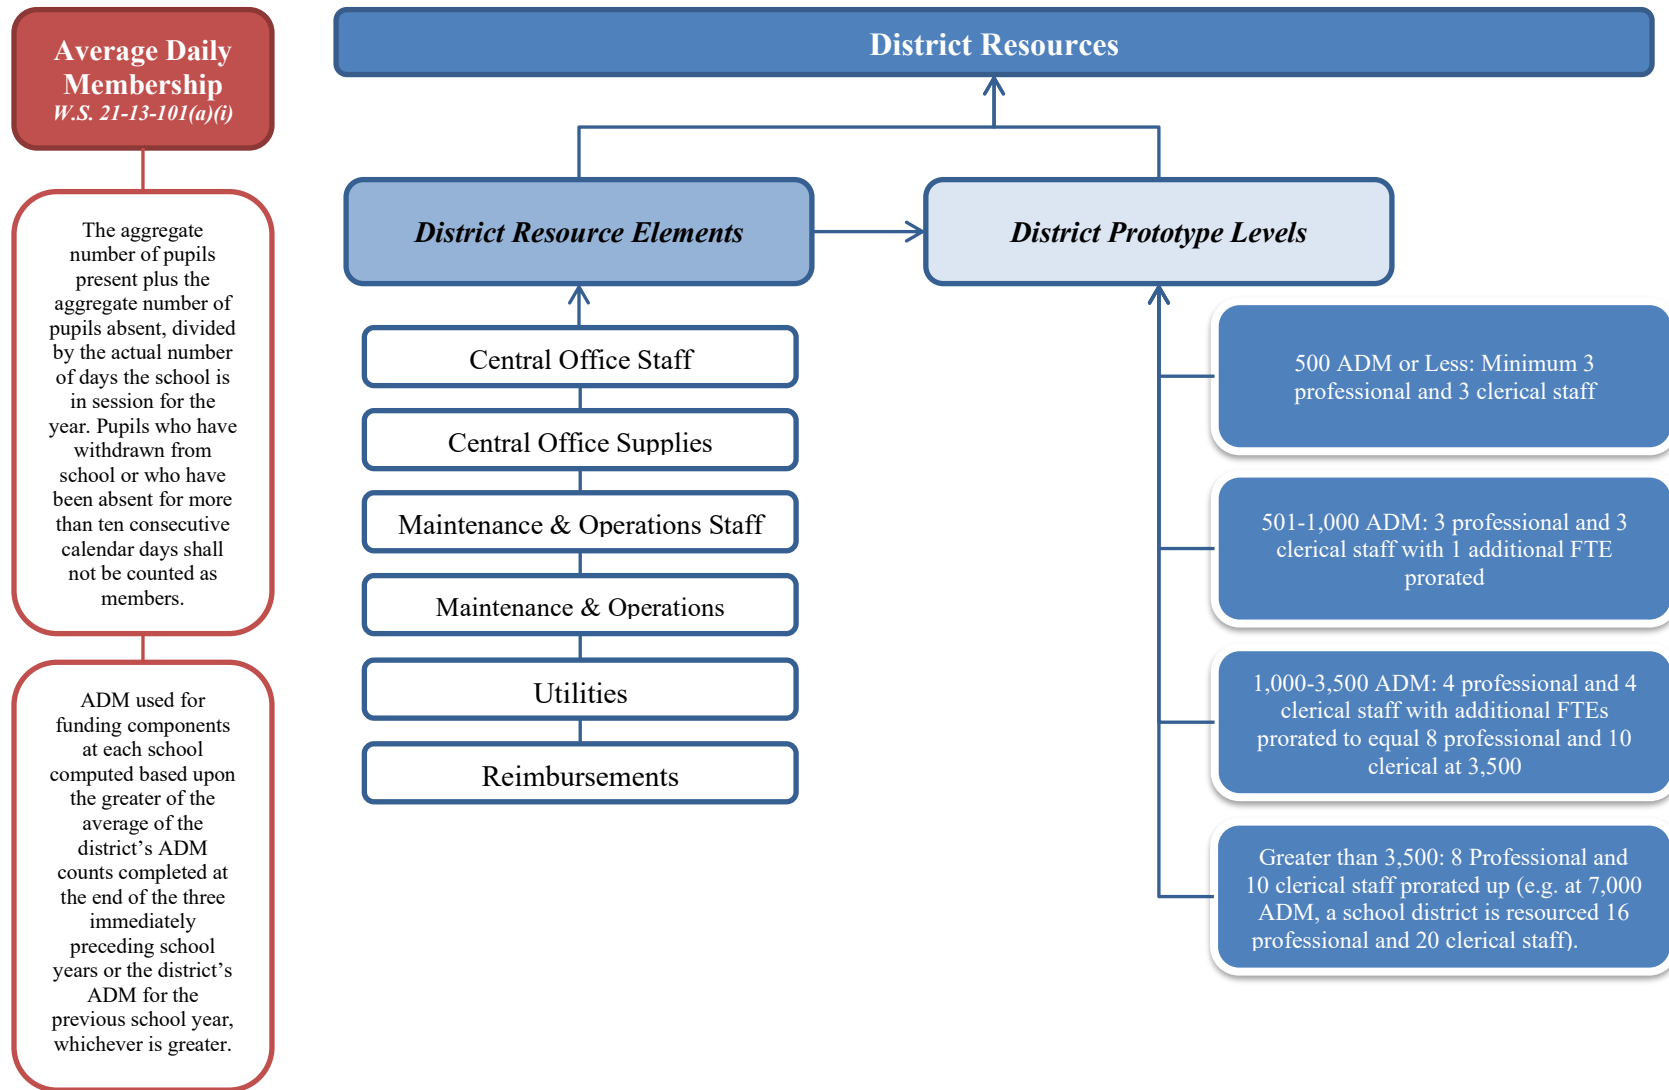 Average Daily
Membership
W.S. 21-13-101(a)(i)
The aggregate
number of pupils
present plus the
aggregate number of
pupils absent, divided
by the actual number
of days the school is
in session for the
year. Pupils who have
withdrawn from
school or who have
been absent for more
than ten consecutive
calendar days shall
not be counted as
members.
ADM used for
funding components
at each school
computed based upon
the greater of the
average of the
district’s ADM
counts completed at
the end of the three
immediately
preceding school
years or the district’s
ADM for the
previous school year,
whichever is greater.
District Resources
District Resource Elements
Central Office Staff
Central Office Supplies
Maintenance & Operations Staff
Maintenance & Operations
Utilities
Reimbursements
District Prototype Levels
500 ADM or Less: Minimum 3
professional and 3 clerical staff
501-1,000 ADM: 3 professional and 3
clerical staff with 1 additional FTE
prorated
1,000-3,500 ADM: 4 professional and 4
clerical staff with additional FTEs
prorated to equal 8 professional and 10
clerical at 3,500
Greater than 3,500: 8 Professional and
10 clerical staff prorated up (e.g. at 7,000
ADM, a school district is resourced 16
professional and 20 clerical staff).